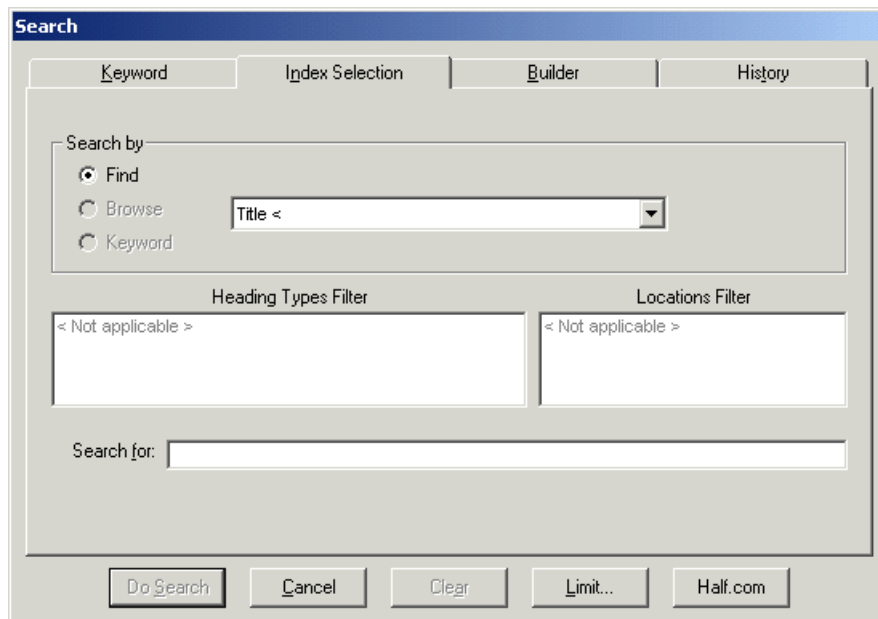 Search
Keyword Index Selection Builder History
Search by
Find
Browse
Title <
Keyword
Heading Types Filter Locations Filter
< Not applicable > < Not applicable >
Search for:
Do Search Cancel Clear Limit... Half.com